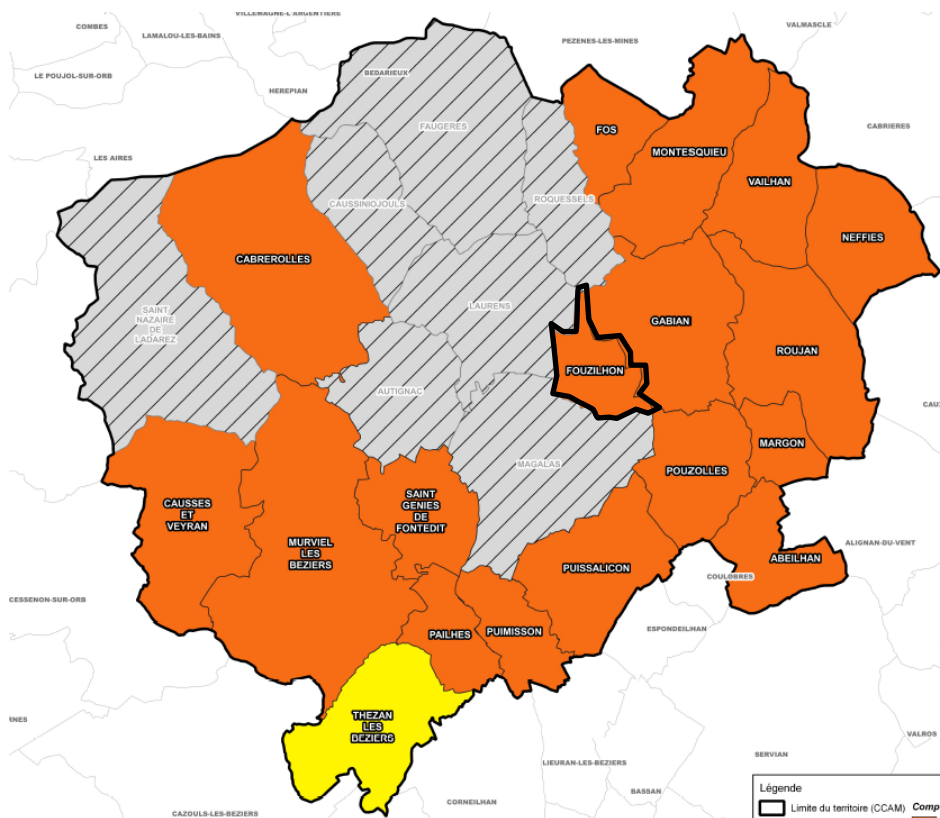 VILLEMAGNE-L'ARGENTIERE
COMBES
VALMASCLE
LAMALOU-LES-BAINS
PEZENES-LES-MINES
LE POUJOL-SUR-ORB
BEDARIEUX
HEREPIAN
FAUGERES
FOS
CABRIERES
MONTESQUIEU
LES AIRES
VAILHAN
CAUSSINIOJOULS
ROQUESSELS
NEFFIES
CABREROLLES
SAINT
NAZAIRE
DE
LADAREZ
LAURENS
GABIAN
ROUJAN
FOUZILHON
AUTIGNAC
CAUX
MARGON
MAGALAS
POUZOLLES
CAUSSES
ET
VEYRAN
SAINT
GENIES
DE
FONTEDIT
MURVIEL
LES
BEZIERS
ALIGNAN-DU-VENT
ABEILHAN
PUISSALICON
COULOBRES
CESSENON-SUR-ORB
ESPONDEILHAN
PAILHES
PUIMISSON
THEZAN
LES
BEZIERS
VALROS
SERVIAN
LIEURAN-LES-BEZIERS
BASSAN
CORNEILHAN
CAZOULS-LES-BEZIERS
Légende
Limite du territoire (CCAM)